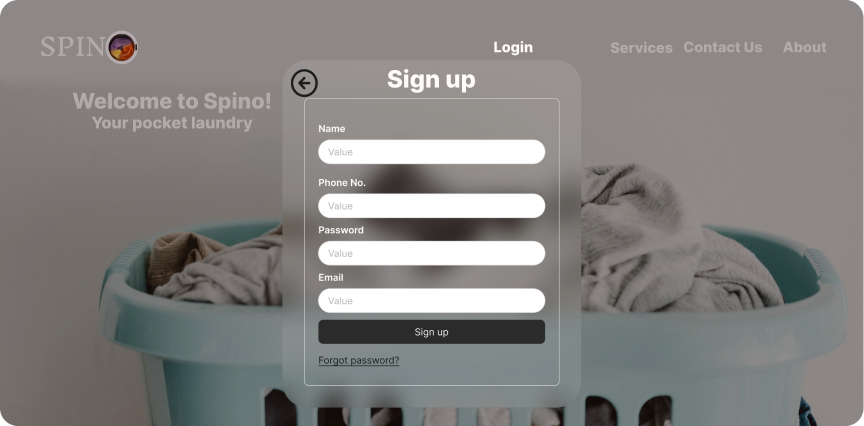 SPINO
Login
Services
Contact Us
About
Sign up
Welcome to Spino!
Your pocket laundry
Name
Value
Phone No.
Value
Password
Value
Email
Value
Sign up
Forgot password?